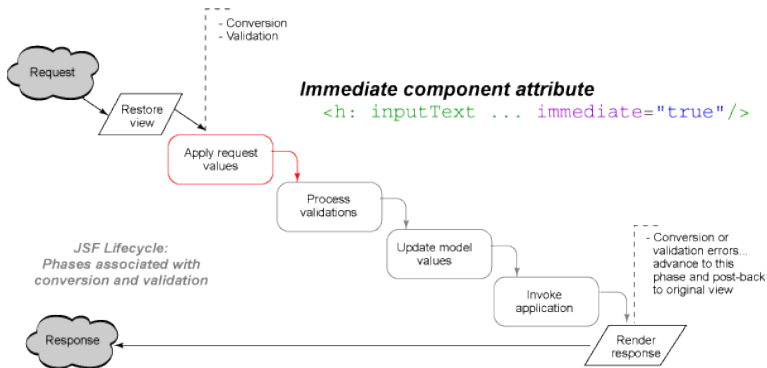 - Conversion
- Validation
Request
Immediate component attribute
<h: inputText ... immediate="true"/>
Restore
view
Apply request
values
Process
validations
JSF Lifecycle:
Phases associated with
conversion and validation
Update model
values
- Conversion or
validation errors...
advance to this
phase and post-back
to original view
Invoke
application
Response
Render
response